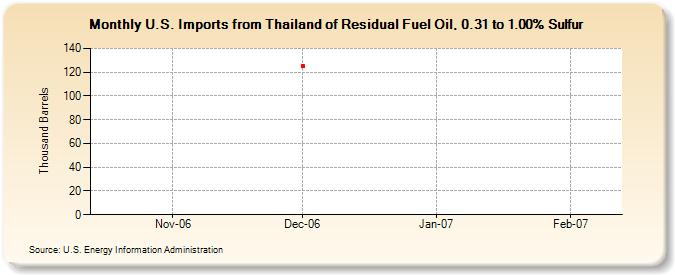 Monthly U.S. Imports from Thailand of Residual Fuel Oil, 0.31 to 1.00% Sulfur
Thousand Barrels
140
120
100
80
60
40
20
0
Nov-06 Dec-06 Jan-07 Feb-07
Source: U.S. Energy Information Administration